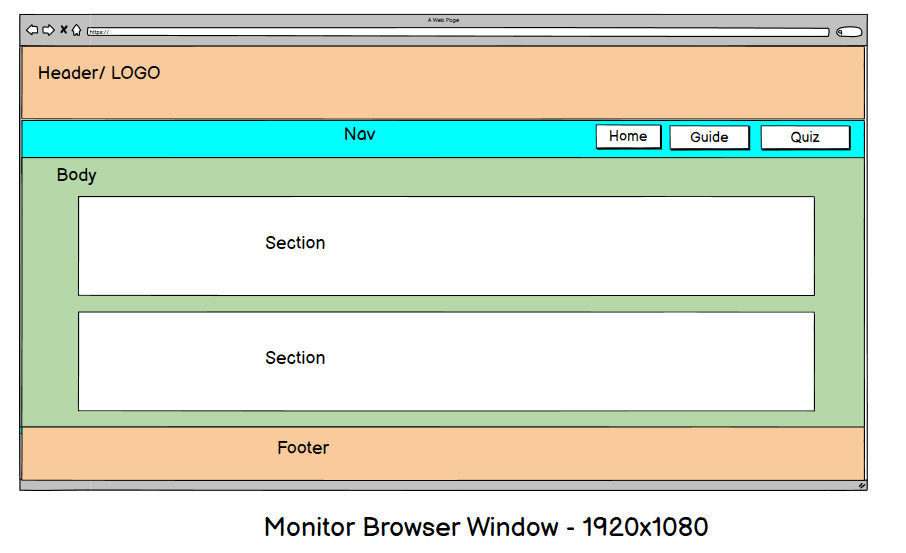 A Web Page
https://
Header/ LOGO
Nav
Home
Guide
Quiz
Body
Section
Section
Footer
Monitor Browser Window - 1920x1080